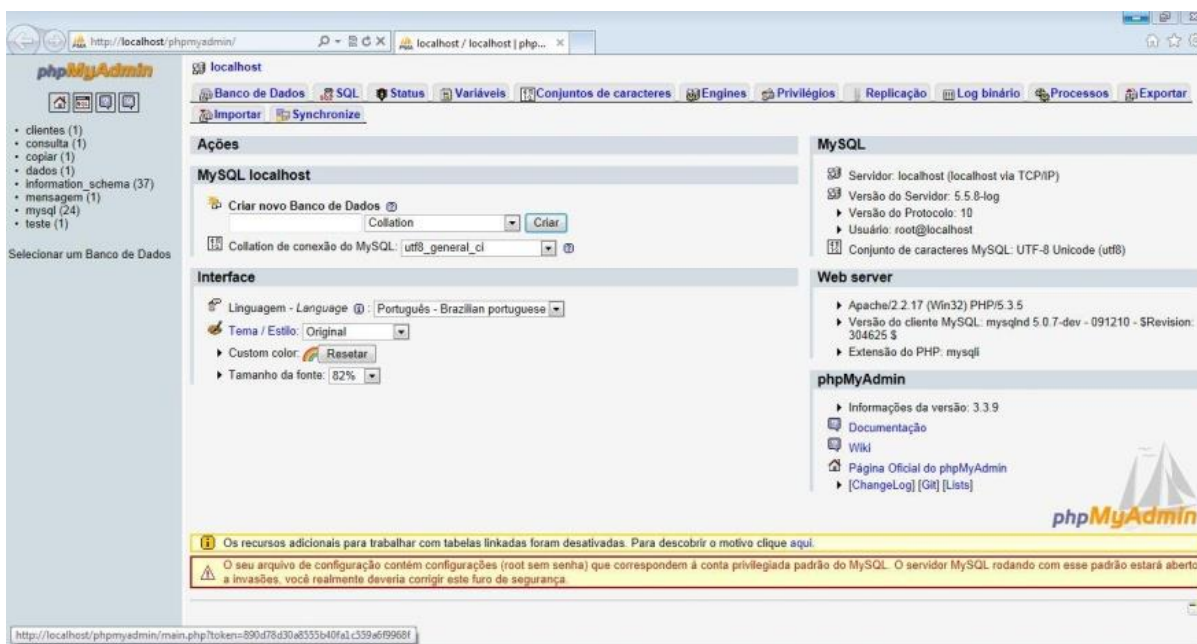 http://localhost/phpmyadmin/
localhost / localhost | php...
phpMyAdmin
clientes (1)
consulta (1)
copiar (1)
dados (1)
information_schema (37)
mensagem (1)
mysql (24)
teste (1)
Selecionar um Banco de Dados
localhost
Banco de Dados SQL Status Variáveis Conjuntos de caracteres Engines Privilégios Replicação Log binário Processos Exportar
Importar Synchronize
Ações
MySQL localhost
Criar novo Banco de Dados
Collation Criar
Collation de conexão do MySQL: utf8_general_ci
Interface
Linguagem - Language : Português - Brazilian portuguese
Tema / Estilo: Original
Custom color: Resetar
Tamanho da fonte: 82%
MySQL
Servidor: localhost (localhost via TCP/IP)
Versão do Servidor: 5.5.8-log
Versão do Protocolo: 10
Usuário: root@localhost
Conjunto de caracteres MySQL: UTF-8 Unicode (utf8)
Web server
Apache/2.2.17 (Win32) PHP/5.3.5
Versão do cliente MySQL: mysqlnd 5.0.7-dev - 091210 - $Revision:
304625 $
Extensão do PHP: mysqli
phpMyAdmin
Informações da versão: 3.3.9
Documentação
Wiki
Página Oficial do phpMyAdmin
[ChangeLog] [Git] [Lists]
phpMyAdmin
Os recursos adicionais para trabalhar com tabelas linkadas foram desativadas. Para descobrir o motivo clique aqui.
O seu arquivo de configuração contém configurações (root sem senha) que correspondem á conta privilegiada padrão do MySQL. O servidor MySQL rodando com esse padrão estará aberto
a invasões, você realmente deveria corrigir este furo de segurança.
http://localhost/phpmyadmin/main.php?token=890d78d30a8555b40fa1c559a6f9968f